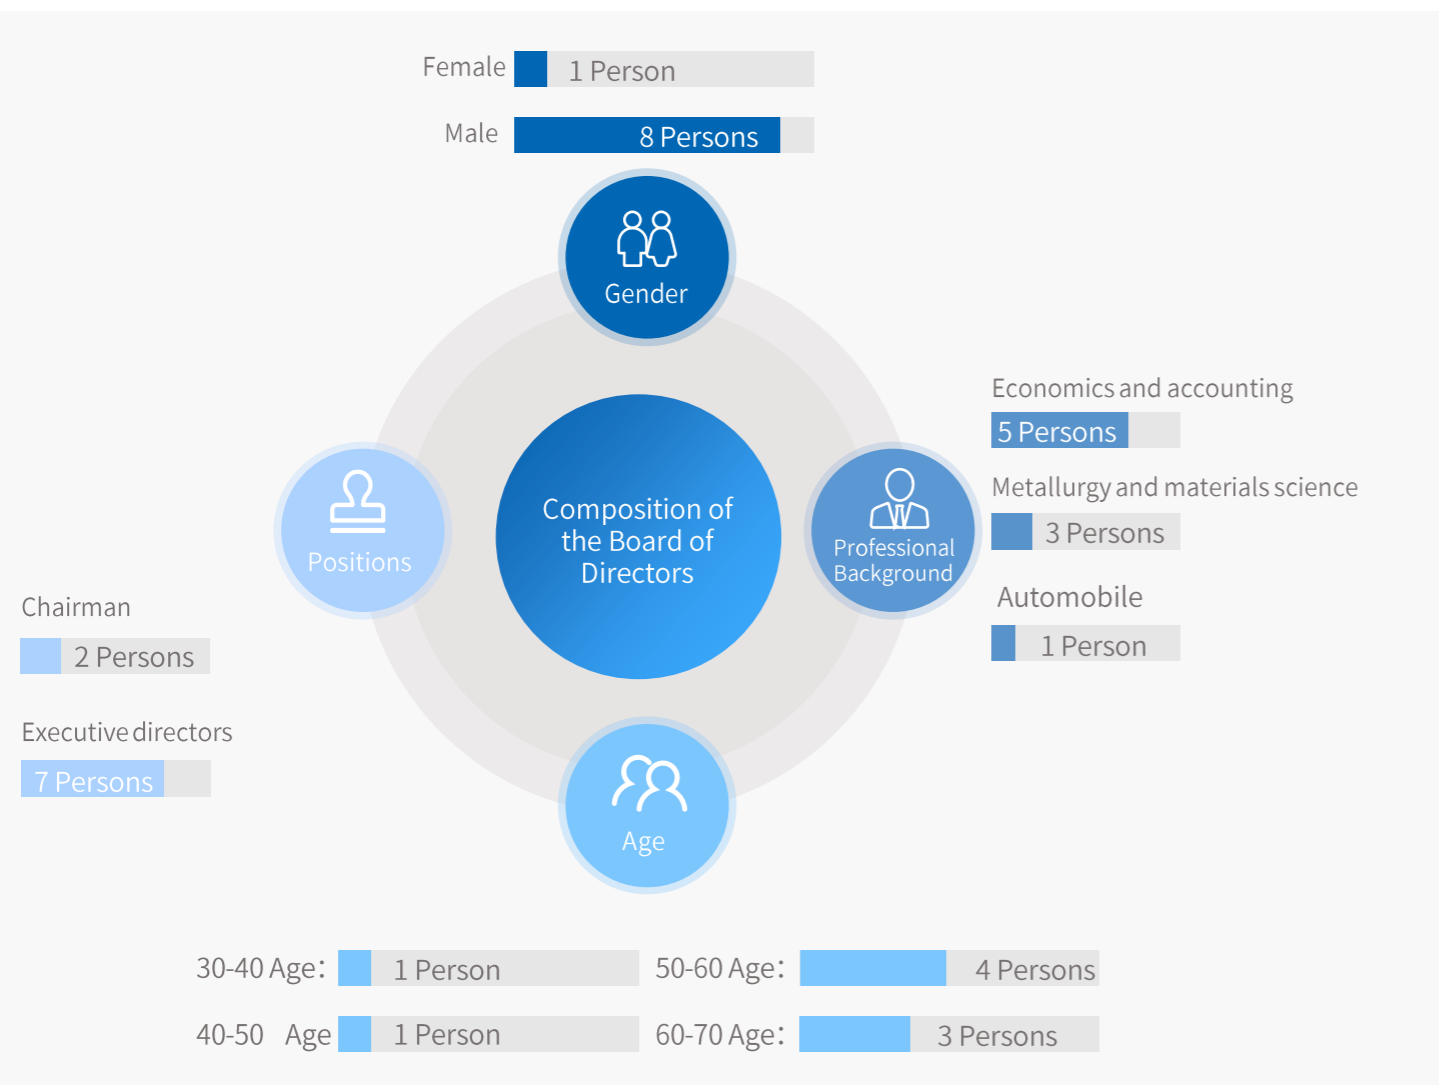 Female
1 Person
Male
8 Persons
Gender
Economics and accounting
5 Persons
Metallurgy and materials science
3 Persons
Automobile
1 Person
Professional
Background
Composition of
the Board of
Directors
Positions
Chairman
2 Persons
Executive directors
7 Persons
Age
30-40 Age: 1 Person
50-60 Age: 4 Persons
40-50 Age 1 Person
60-70 Age: 3 Persons